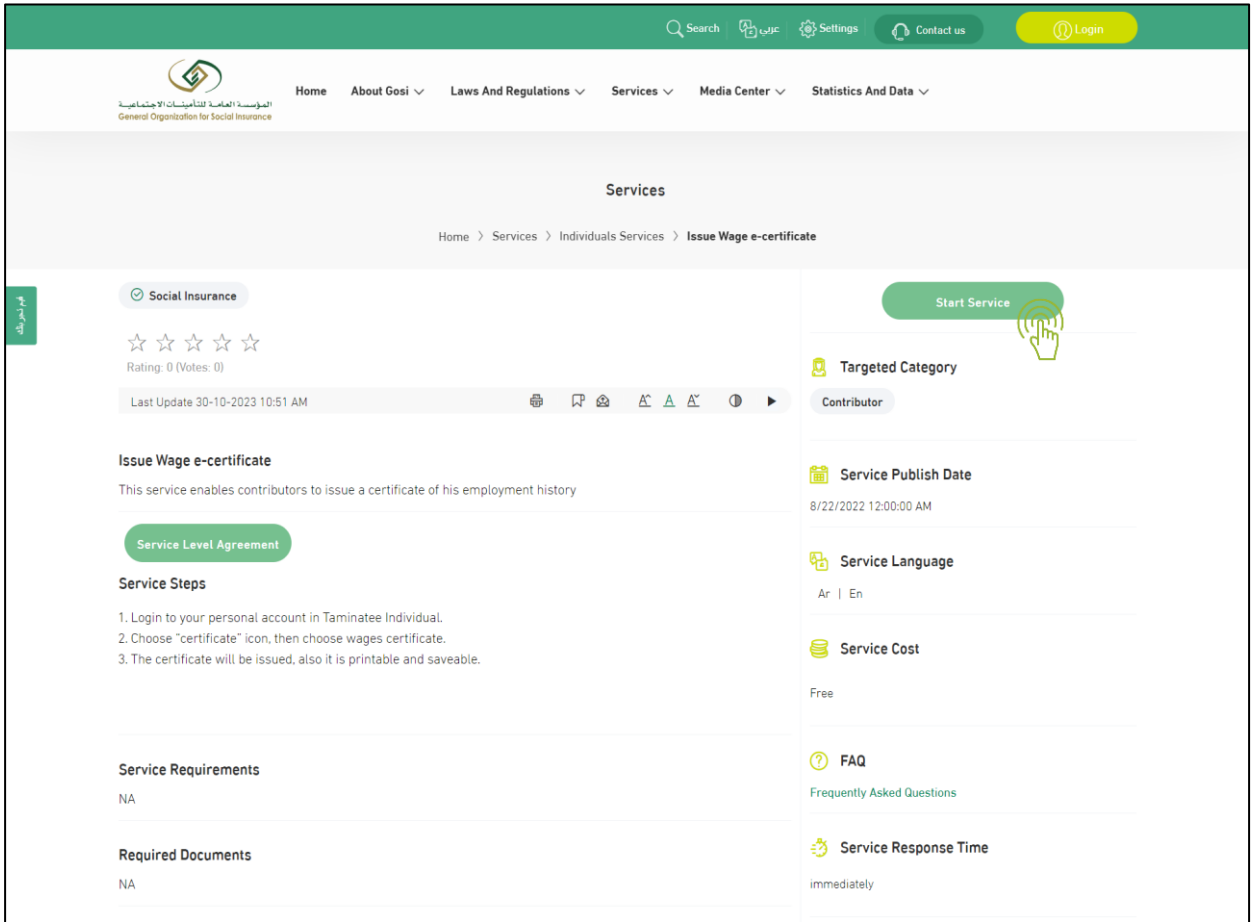 Search
عربي
Settings
Contact us
Login
المؤسسة العامة للتأمينات الاجتماعية
General Organization for Social Insurance
Home
About Gosi
Laws And Regulations
Services
Media Center
Statistics And Data
Services
Home > Services > Individuals Services > Issue Wage e-certificate
قيم تجربتك
Social Insurance
Rating: 0 (Votes: 0)
Last Update 30-10-2023 10:51 AM
A A A
Issue Wage e-certificate
This service enables contributors to issue a certificate of his employment history
Service Level Agreement
Service Steps
1. Login to your personal account in Taminatee Individual.
2. Choose “certificate” icon, then choose wages certificate.
3. The certificate will be issued, also it is printable and saveable.
Service Requirements
NA
Required Documents
NA
Start Service
Targeted Category
Contributor
Service Publish Date
8/22/2022 12:00:00 AM
Service Language
Ar | En
Service Cost
Free
FAQ
Frequently Asked Questions
Service Response Time
immediately